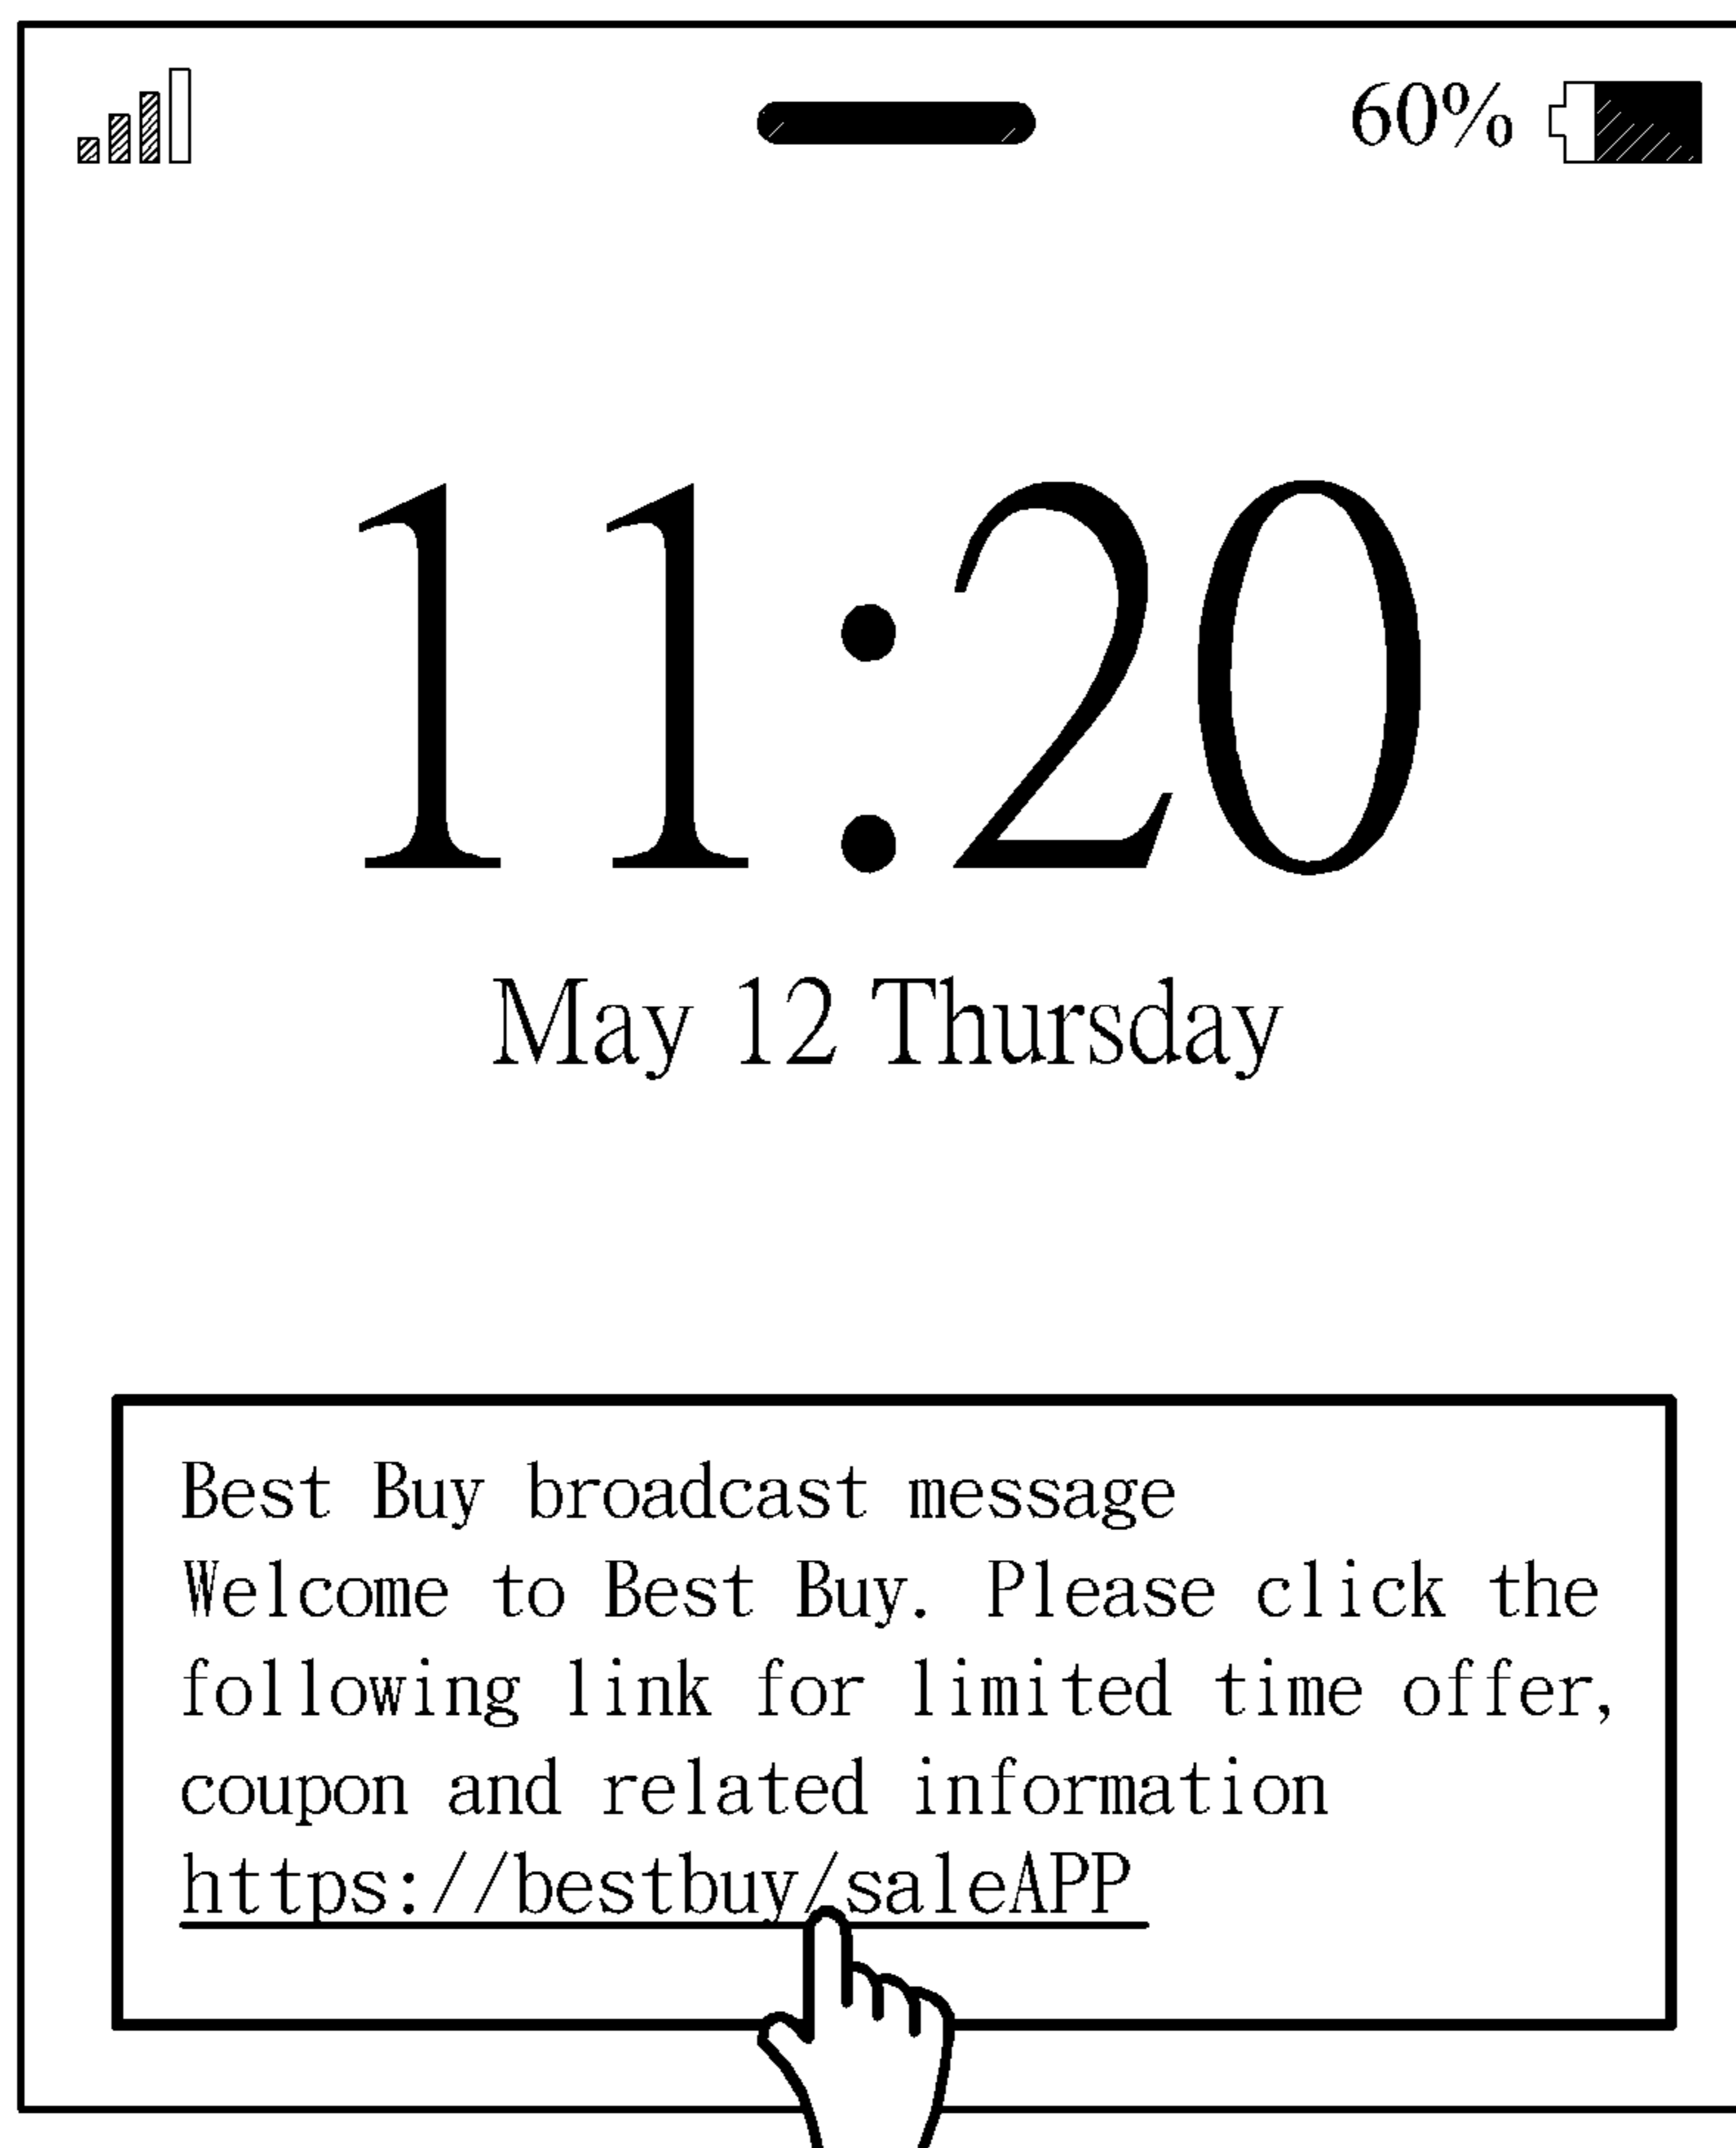 60%
11:20
May 12 Thursday
Best Buy broadcast message
Welcome to Best Buy. Please click the
following link for limited time offer,
coupon and related information
https://bestbuy/saleAPP